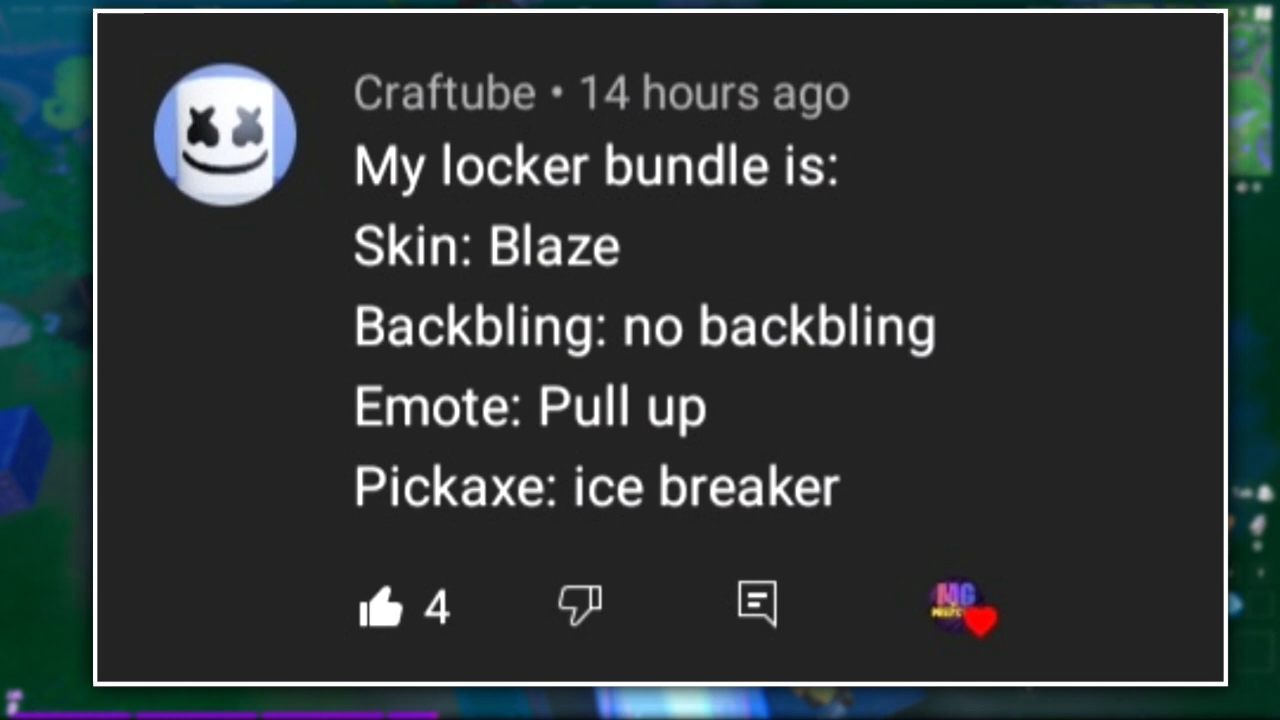 Craftube • 14 hours ago
My locker bundle is:
Skin: Blaze
Backbling: no backbling
Emote: Pull up
Pickaxe: ice breaker
4
MG